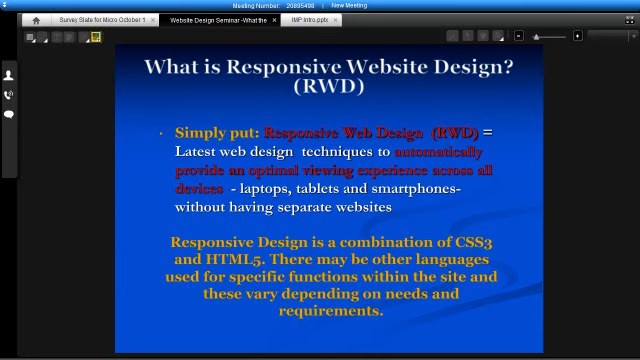 Meeting Number: 20895498 | New Meeting
Survey Slate for Micro October 1 ×
Website Design Seminar -What the ×
IMP Intro.pptx ×
What is Responsive Website Design?
(RWD)
• Simply put: Responsive Web Design (RWD) =
Latest web design techniques to automatically
provide an optimal viewing experience across all
devices - laptops, tablets and smartphones-
without having separate websites
Responsive Design is a combination of CSS3
and HTML5. There may be other languages
used for specific functions within the site and
these vary depending on needs and
requirements.